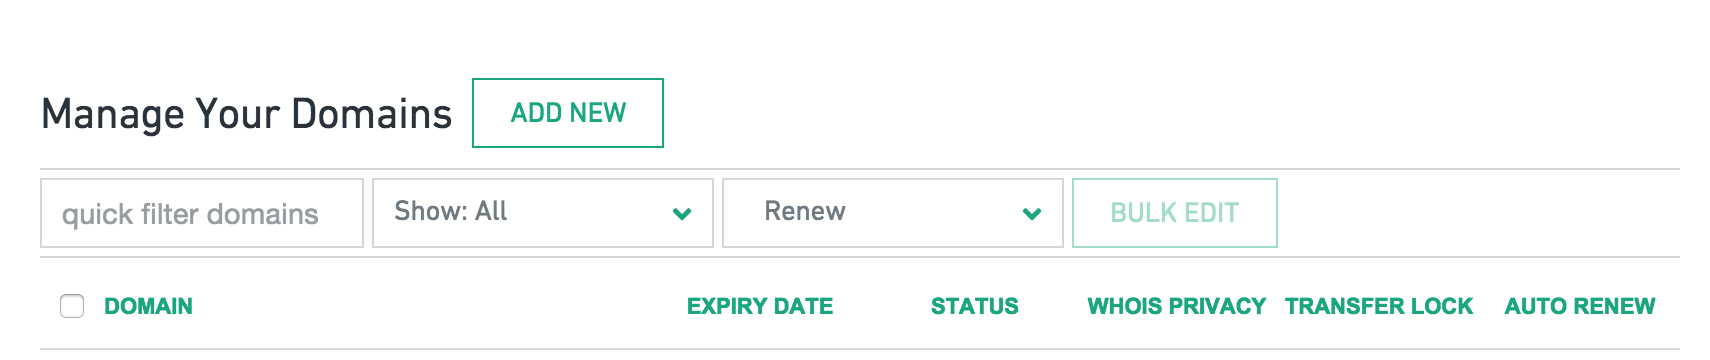 Manage Your Domains ADD NEW
quick filter domains Show: All Renew BULK EDIT
DOMAIN EXPIRY DATE STATUS WHOIS PRIVACY TRANSFER LOCK AUTO RENEW